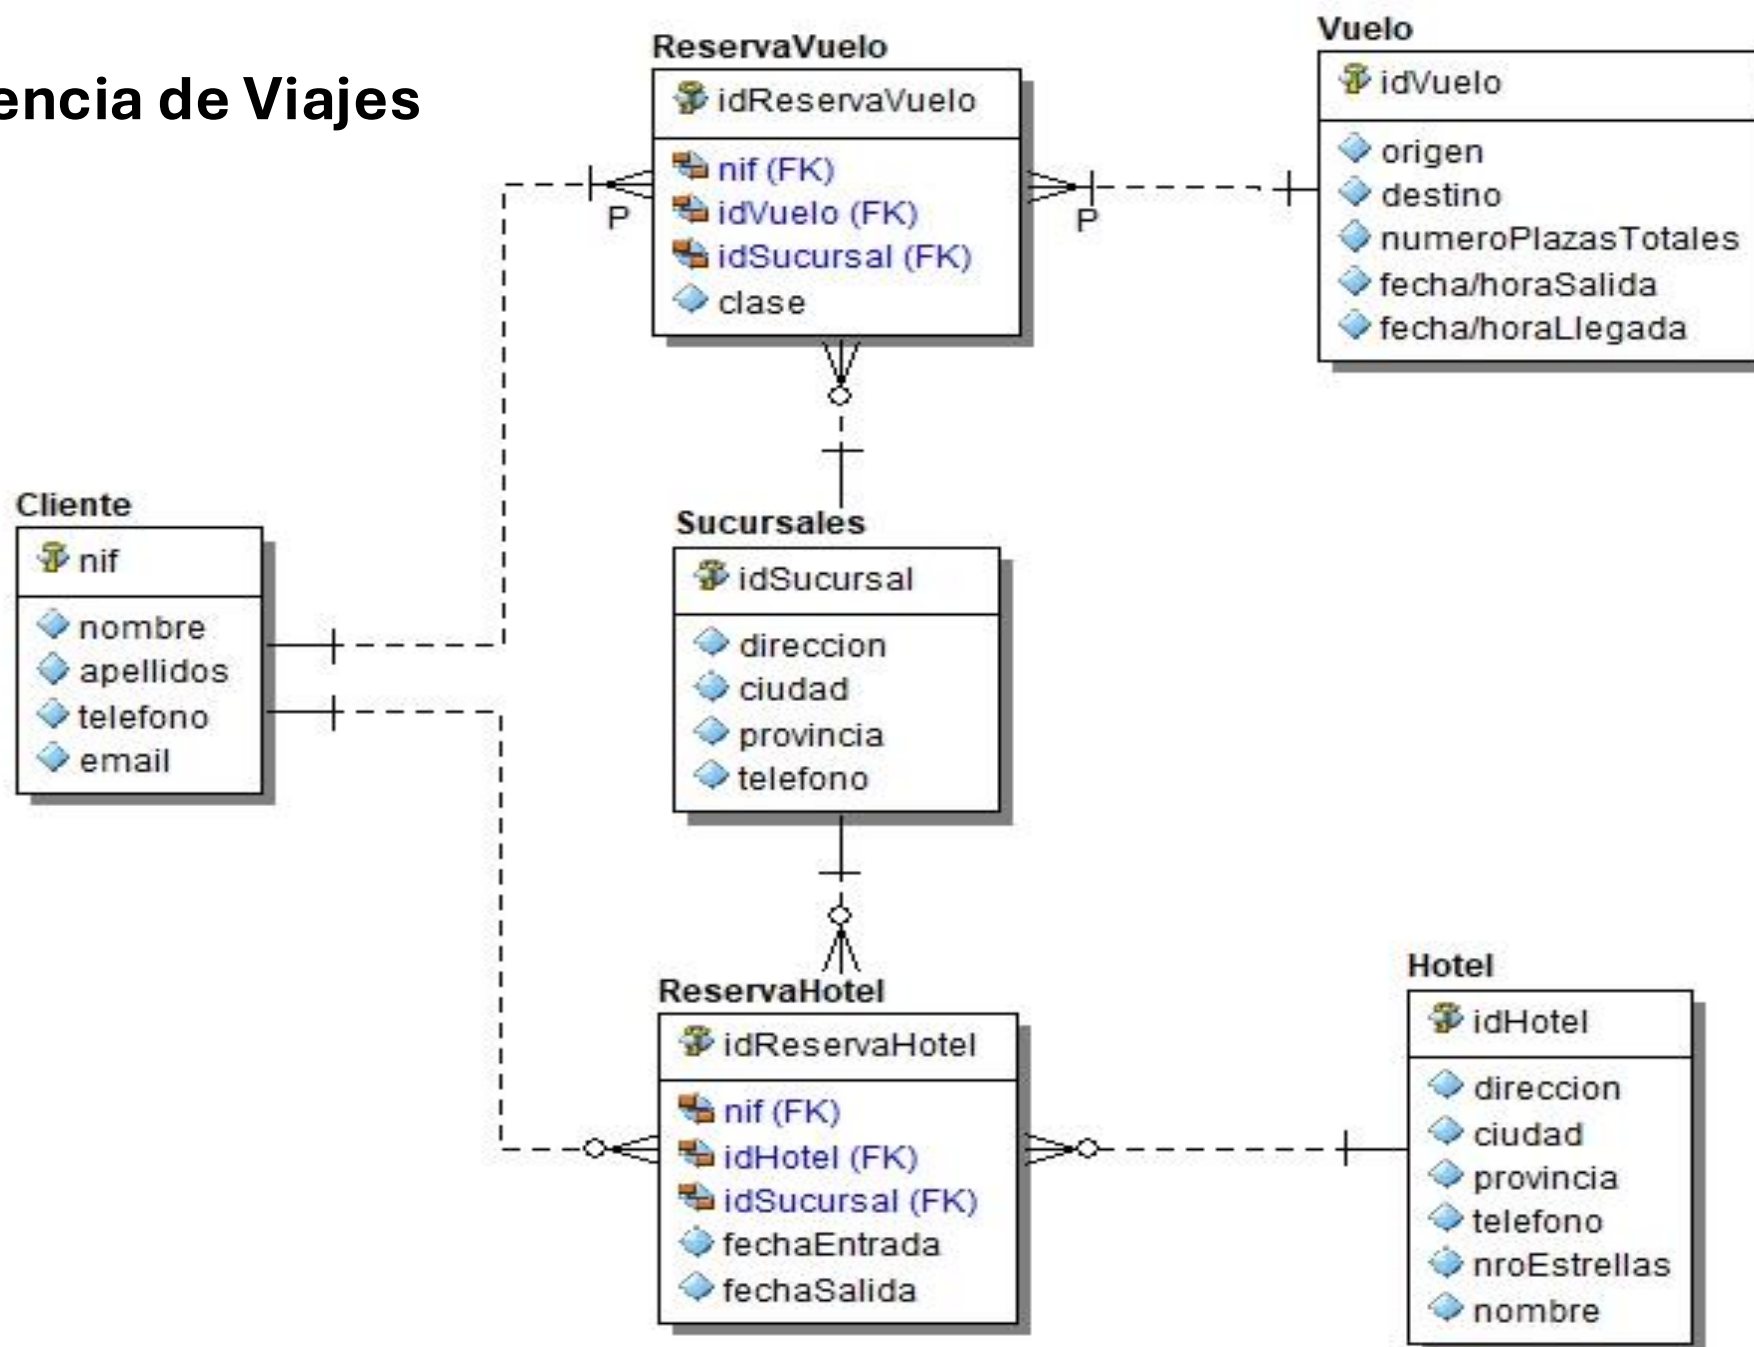 encia de Viajes
ReservaVuelo
idReservaVuelo
nif (FK)
idVuelo (FK)
idSucursal (FK)
clase
P
P
Vuelo
idVuelo
origen
destino
numeroPlazasTotales
fecha/horaSalida
fecha/horaLlegada
Cliente
nif
nombre
apellidos
telefono
email
Sucursales
idSucursal
direccion
ciudad
provincia
telefono
ReservaHotel
idReservaHotel
nif (FK)
idHotel (FK)
idSucursal (FK)
fechaEntrada
fechaSalida
Hotel
idHotel
direccion
ciudad
provincia
telefono
nroEstrellas
nombre